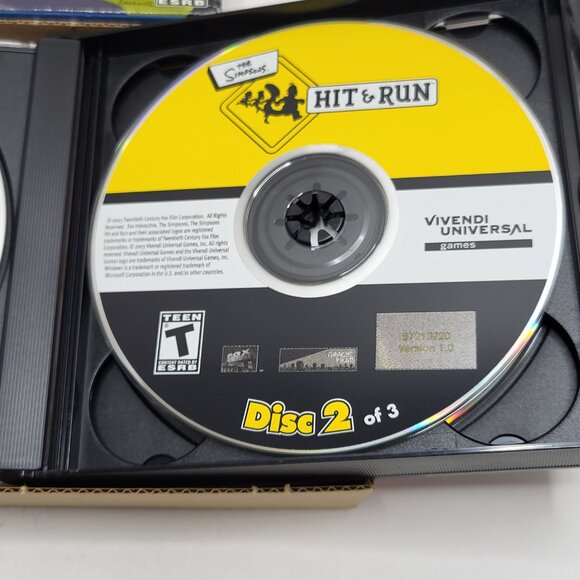 ESRB
THE
SIMPSONS
HIT & RUN
© 2003 Twentieth Century Fox Film Corporation. All Rights
Reserved. Fox Interactive, The Simpsons, The Simpsons
Hit and Run and their associated logos are registered
trademarks or trademarks of Twentieth Century Fox Film
Corporation. © 2003 Vivendi Universal Games, Inc. All rights
reserved. Vivendi Universal Games and the Vivendi Universal
Games logo are trademarks of Vivendi Universal Games, Inc.
Windows is a trademark or registered trademark of
Microsoft Corporation in the U.S. and/or other countries.
VIVENDI
UNIVERSAL
games
TEEN
T
CONTENT RATED BY
ESRB
FOX
™
87213220
Version 1.0
Disc 2 of 3